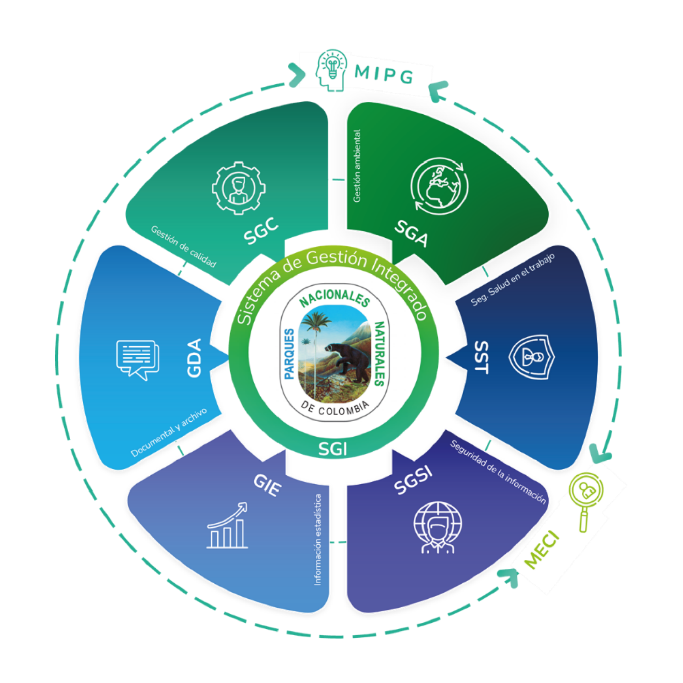 MIPG
Gestión de calidad
SGC
Gestión ambiental
SGA
Seg. Salud en el trabajo
SST
Seguridad de la información
SGSI
Información estadística
GIE
Documental y archivo
GDA
Sistema de Gestión Integrado
PARQUES
NACIONALES
NATURALES
DE COLOMBIA
SGI
MECI